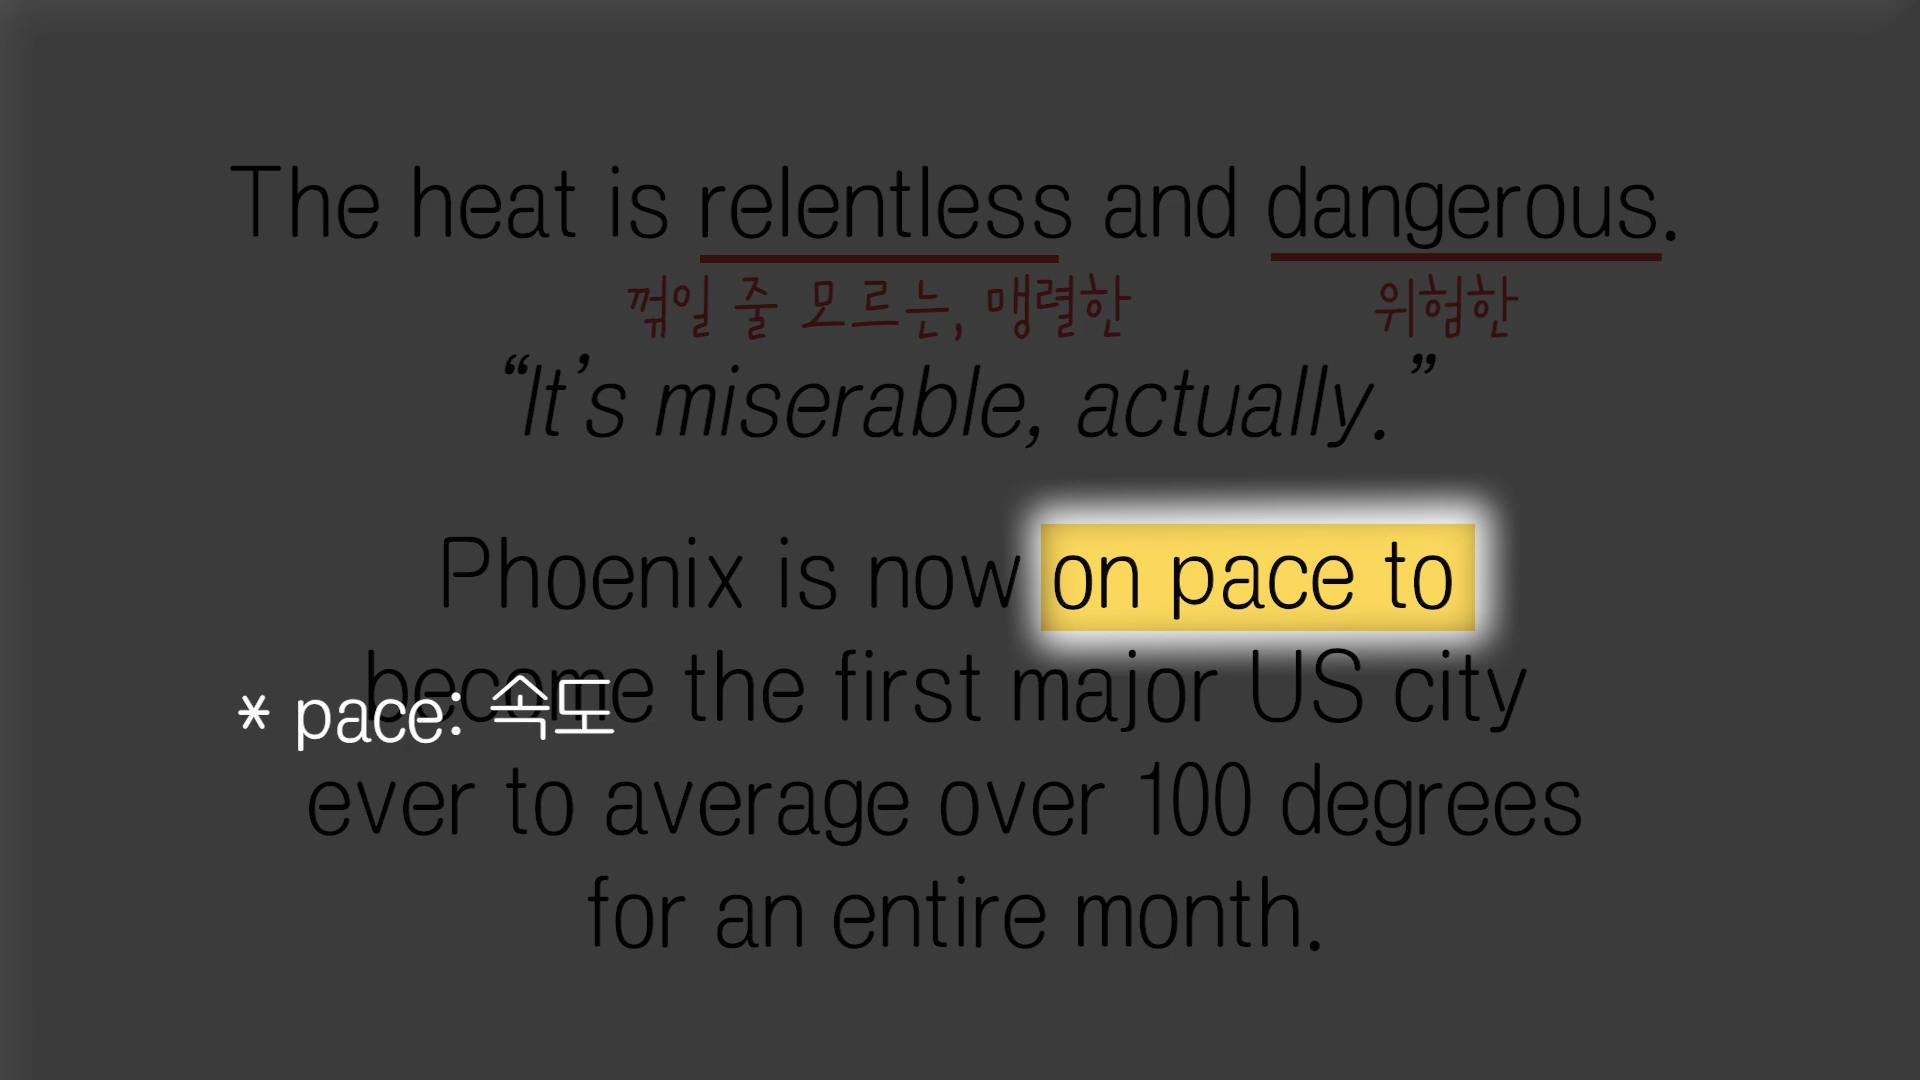 The heat is relentless and dangerous.
꺾일 줄 모르는, 맹렬한 위험한
“It’s miserable, actually.”
Phoenix is now on pace to
become the first major US city
* pace: 속도
ever to average over 100 degrees
for an entire month.